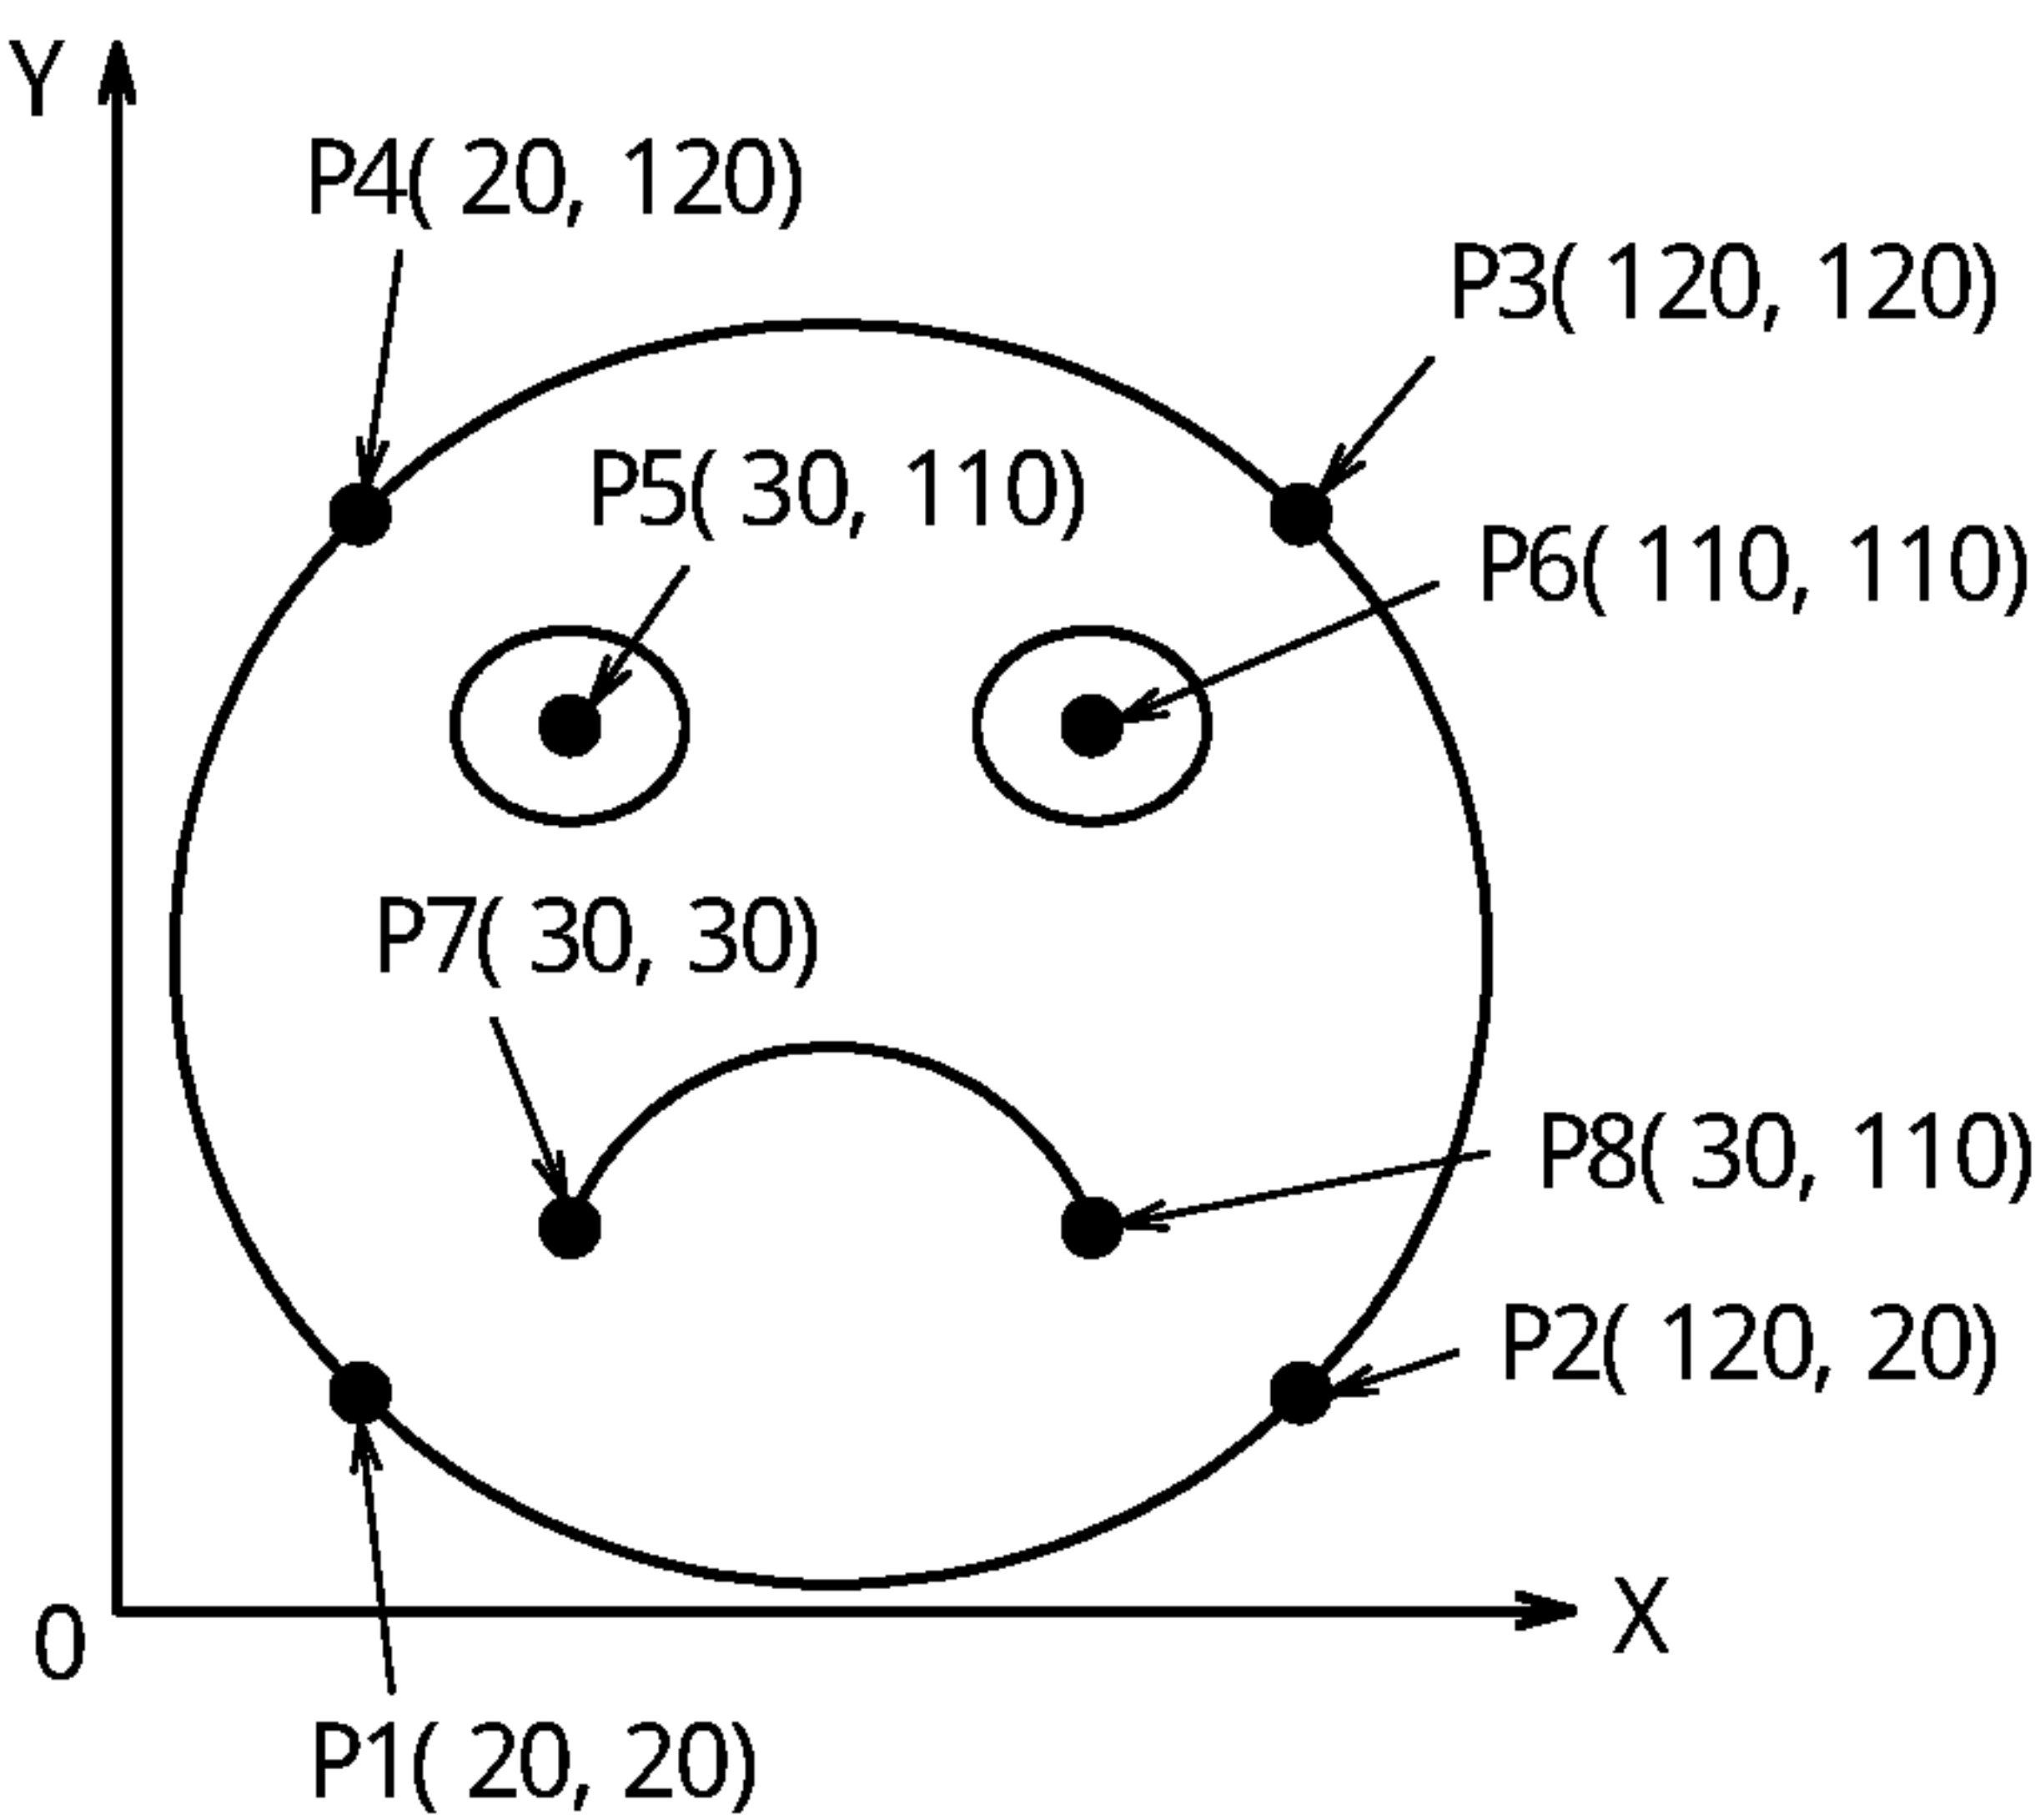 Y
P4( 20, 120)
P3( 120, 120)
P5( 30, 110)
P6( 110, 110)
P7( 30, 30)
P8( 30, 110)
P2( 120, 20)
X
0
P1( 20, 20)